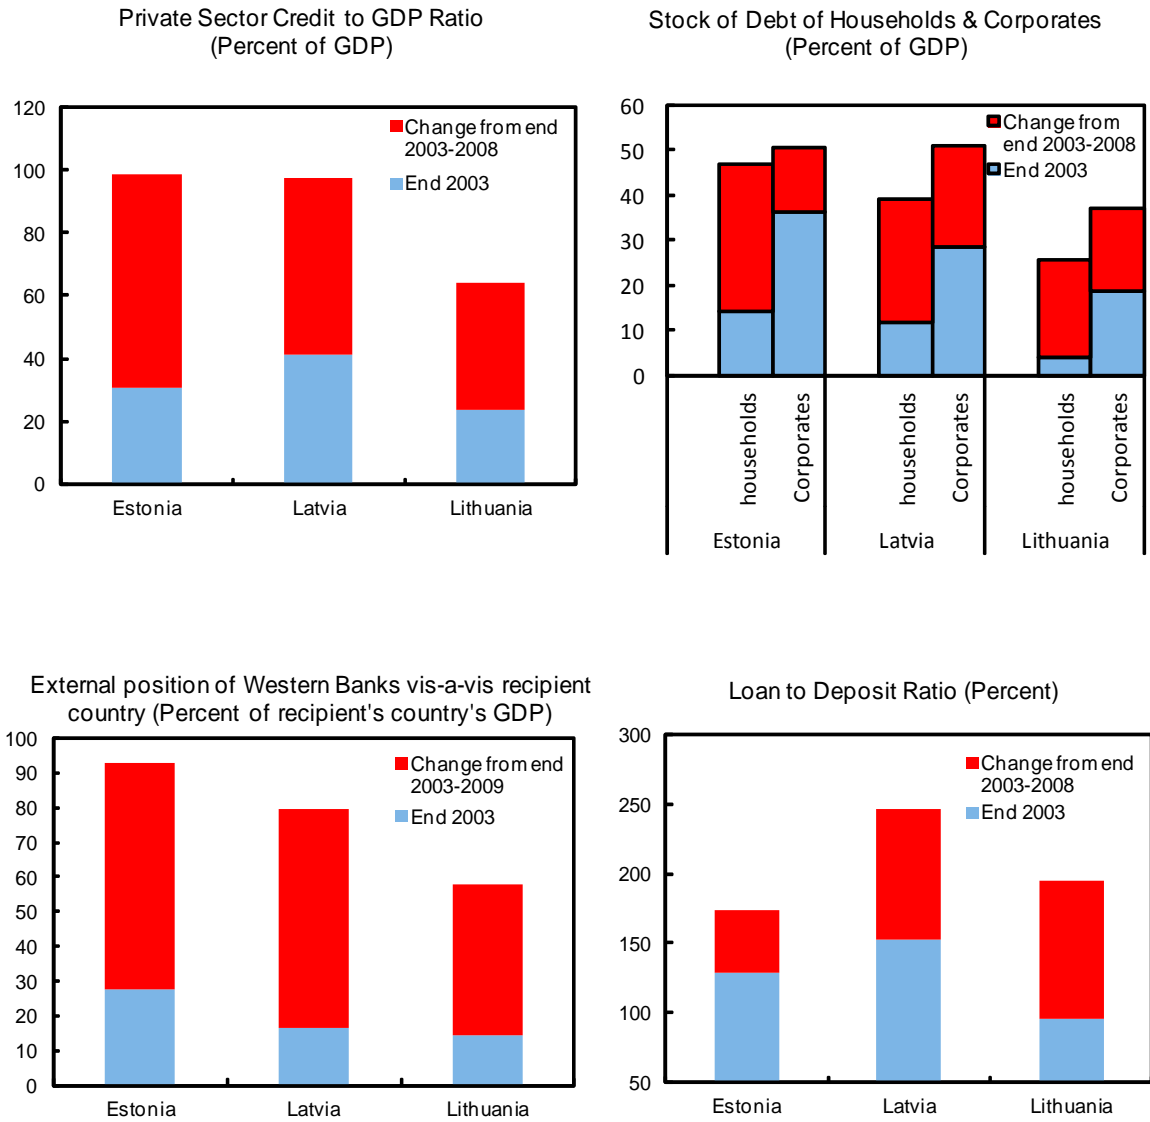 Private Sector Credit to GDP Ratio
(Percent of GDP)
120
100
80
60
40
20
0
Change from end
2003-2008
End 2003
Estonia
Latvia
Lithuania
Stock of Debt of Households & Corporates
(Percent of GDP)
60
50
40
30
20
10
0
Change from
end 2003-2008
End 2003
households
Corporates
households
Corporates
households
Corporates
Estonia
Latvia
Lithuania
External position of Western Banks vis-a-vis recipient
country (Percent of recipient's country's GDP)
100
90
80
70
60
50
40
30
20
10
0
Change from end
2003-2009
End 2003
Estonia
Latvia
Lithuania
Loan to Deposit Ratio (Percent)
300
250
200
150
100
50
Change from end
2003-2008
End 2003
Estonia
Latvia
Lithuania